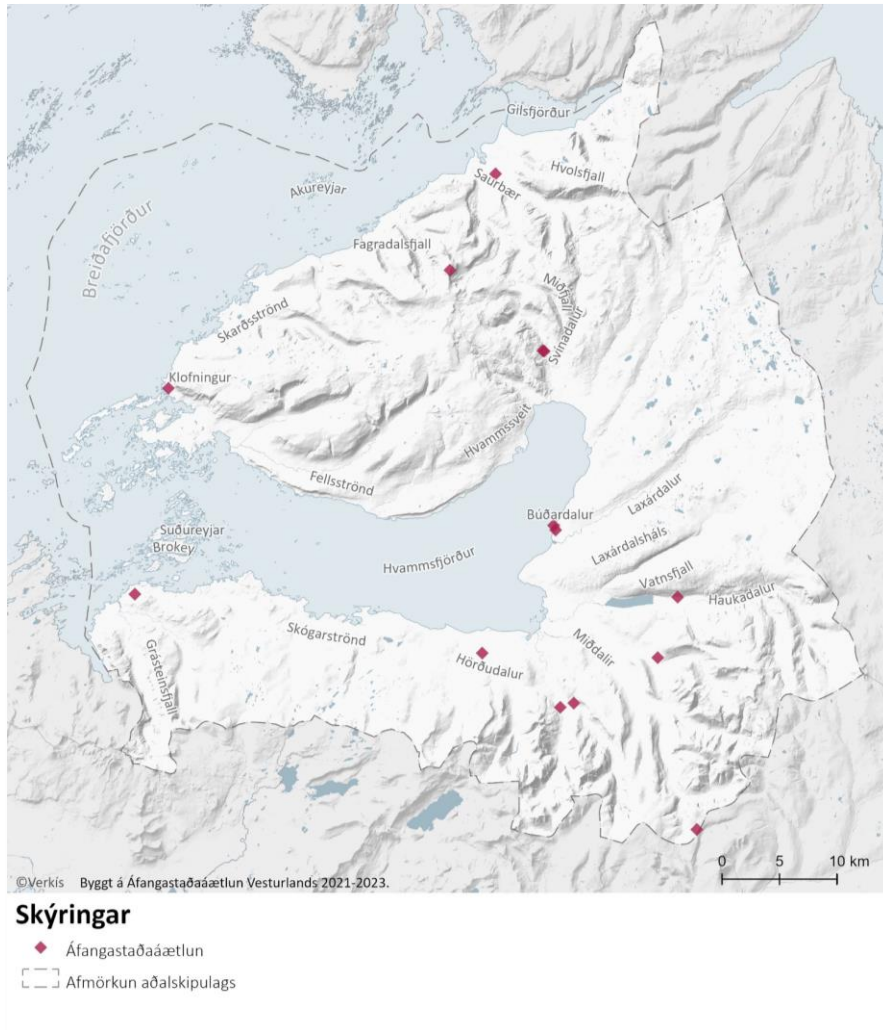 Gilsfjörður
Hvolsfjall
Saurbær
Akureyjar
Breiðafjörður
Fagradalsfjall
Miðfjall
Svínadalur
Skarðsströnd
Klofningur
Hvammssveit
Fellsströnd
Laxárdalur
Búðardalur
Suðureyjar
Brokey
Laxárdalsháls
Hvammsfjörður
Vatnsfjall
Haukadalur
Skógarströnd
Miðdalir
Grásteinsfjall
Hörðudalur
0 5 10 km
©Verkís Byggt á Áfangastaðaáætlun Vesturlands 2021-2023.
Skýringar
Áfangastaðaáætlun
Afmörkun aðalskipulags